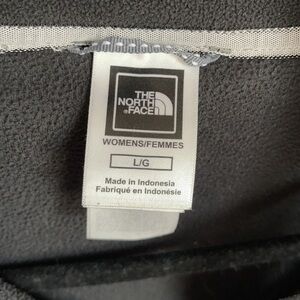 THE
NORTH
FACE
WOMENS/FEMMES
L/G
Made in Indonesia
Fabriqué en Indonésie